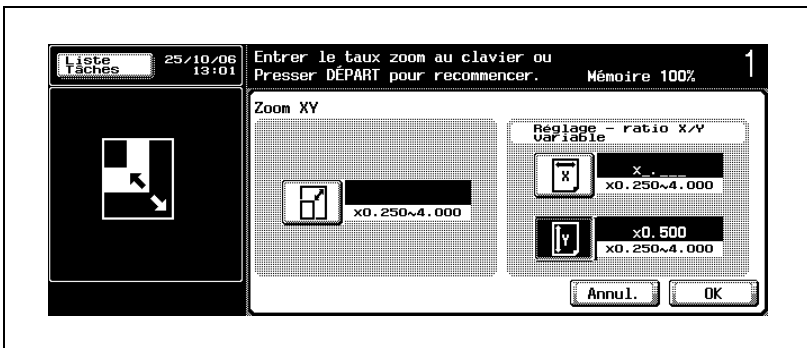 Liste
Tâches
25/10/06
13:01
Entrer le taux zoom au clavier ou
Presser DÉPART pour recommencer.
Mémoire 100%
1
Zoom XY
x0.250~4.000
Réglage - ratio X/Y
variable
X
x_.___
x0.250~4.000
Y
x0.500
x0.250~4.000
Annul.
OK